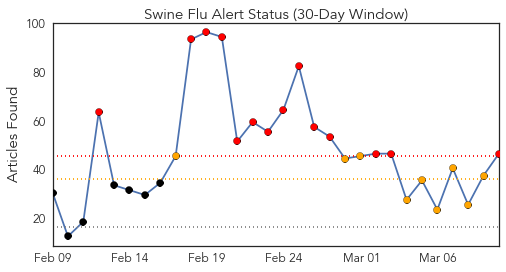 Swine Flu Alert Status (30-Day Window)
Articles Found
100
80
60
40
20
Feb 09 Feb 14 Feb 19 Feb 24 Mar 01 Mar 06